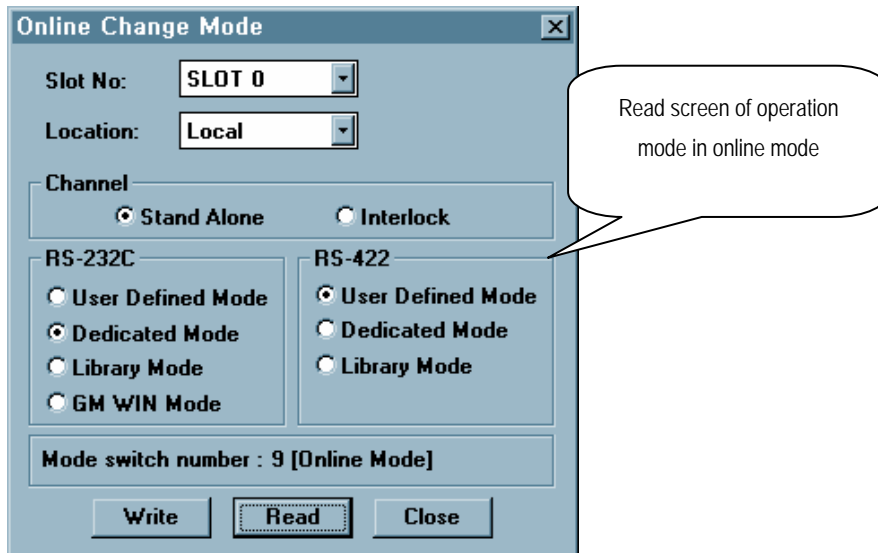 Online Change Mode
Slot No: SLOT 0
Location: Local
Read screen of operation
mode in online mode
Channel
Stand Alone Interlock
RS-232C
User Defined Mode
Dedicated Mode
Library Mode
GM WIN Mode
RS-422
User Defined Mode
Dedicated Mode
Library Mode
Mode switch number : 9 [Online Mode]
Write Read Close